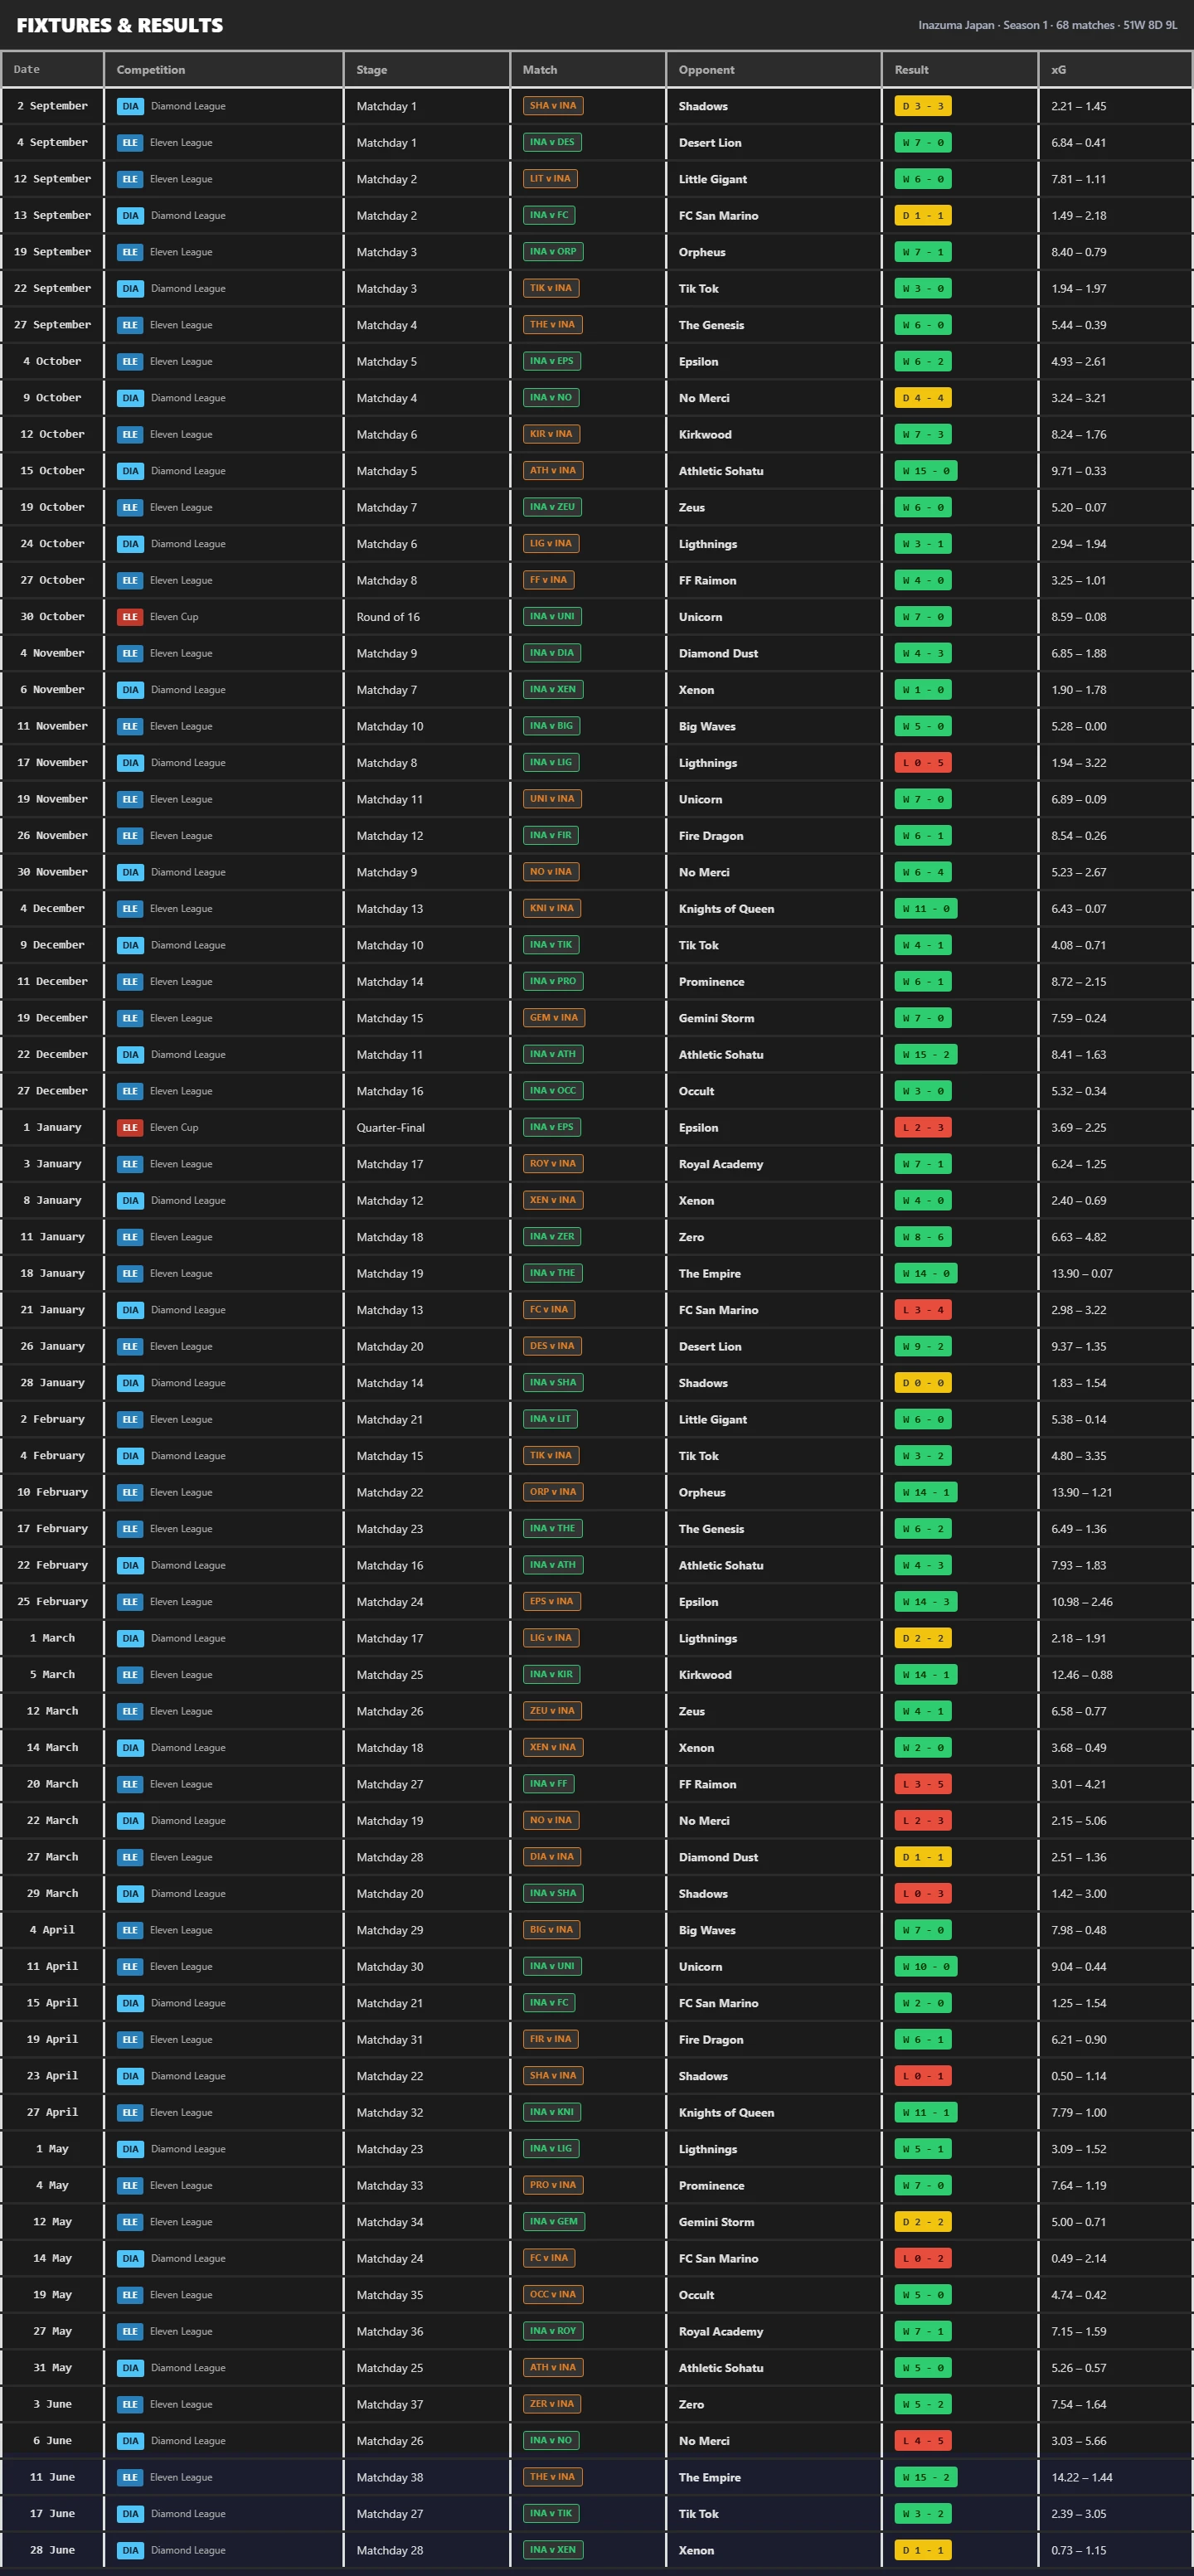 FIXTURES & RESULTS Inazuma Japan · Season 1 · 68 matches · 51W 8D 9L
Date Competition Stage Match Opponent Result xG
2 September DIA Diamond League Matchday 1 SHA v INA Shadows D 3 - 3 2.21 – 1.45
4 September ELE Eleven League Matchday 1 INA v DES Desert Lion W 7 - 0 6.84 – 0.41
12 September ELE Eleven League Matchday 2 LIT v INA Little Gigant W 6 - 0 7.81 – 1.11
13 September DIA Diamond League Matchday 2 INA v FC FC San Marino D 1 - 1 1.49 – 2.18
19 September ELE Eleven League Matchday 3 INA v ORP Orpheus W 7 - 1 8.40 – 0.79
22 September DIA Diamond League Matchday 3 TIK v INA Tik Tok W 3 - 0 1.94 – 1.97
27 September ELE Eleven League Matchday 4 THE v INA The Genesis W 6 - 0 5.44 – 0.39
4 October ELE Eleven League Matchday 5 INA v EPS Epsilon W 6 - 2 4.93 – 2.61
9 October DIA Diamond League Matchday 4 INA v NO No Merci D 4 - 4 3.24 – 3.21
12 October ELE Eleven League Matchday 6 KIR v INA Kirkwood W 7 - 3 8.24 – 1.76
15 October DIA Diamond League Matchday 5 ATH v INA Athletic Sohatu W 15 - 0 9.71 – 0.33
19 October ELE Eleven League Matchday 7 INA v ZEU Zeus W 6 - 0 5.20 – 0.07
24 October DIA Diamond League Matchday 6 LIG v INA Ligthnings W 3 - 1 2.94 – 1.94
27 October ELE Eleven League Matchday 8 FF v INA FF Raimon W 4 - 0 3.25 – 1.01
30 October ELE Eleven Cup Round of 16 INA v UNI Unicorn W 7 - 0 8.59 – 0.08
4 November ELE Eleven League Matchday 9 INA v DIA Diamond Dust W 4 - 3 6.85 – 1.88
6 November DIA Diamond League Matchday 7 INA v XEN Xenon W 1 - 0 1.90 – 1.78
11 November ELE Eleven League Matchday 10 INA v BIG Big Waves W 5 - 0 5.28 – 0.00
17 November DIA Diamond League Matchday 8 INA v LIG Ligthnings L 0 - 5 1.94 – 3.22
19 November ELE Eleven League Matchday 11 UNI v INA Unicorn W 7 - 0 6.89 – 0.09
26 November ELE Eleven League Matchday 12 INA v FIR Fire Dragon W 6 - 1 8.54 – 0.26
30 November DIA Diamond League Matchday 9 NO v INA No Merci W 6 - 4 5.23 – 2.67
4 December ELE Eleven League Matchday 13 KNI v INA Knights of Queen W 11 - 0 6.43 – 0.07
9 December DIA Diamond League Matchday 10 INA v TIK Tik Tok W 4 - 1 4.08 – 0.71
11 December ELE Eleven League Matchday 14 INA v PRO Prominence W 6 - 1 8.72 – 2.15
19 December ELE Eleven League Matchday 15 GEM v INA Gemini Storm W 7 - 0 7.59 – 0.24
22 December DIA Diamond League Matchday 11 INA v ATH Athletic Sohatu W 15 - 2 8.41 – 1.63
27 December ELE Eleven League Matchday 16 INA v OCC Occult W 3 - 0 5.32 – 0.34
1 January ELE Eleven Cup Quarter-Final INA v EPS Epsilon L 2 - 3 3.69 – 2.25
3 January ELE Eleven League Matchday 17 ROY v INA Royal Academy W 7 - 1 6.24 – 1.25
8 January DIA Diamond League Matchday 12 XEN v INA Xenon W 4 - 0 2.40 – 0.69
11 January ELE Eleven League Matchday 18 INA v ZER Zero W 8 - 6 6.63 – 4.82
18 January ELE Eleven League Matchday 19 INA v THE The Empire W 14 - 0 13.90 – 0.07
21 January DIA Diamond League Matchday 13 FC v INA FC San Marino L 3 - 4 2.98 – 3.22
26 January ELE Eleven League Matchday 20 DES v INA Desert Lion W 9 - 2 9.37 – 1.35
28 January DIA Diamond League Matchday 14 INA v SHA Shadows D 0 - 0 1.83 – 1.54
2 February ELE Eleven League Matchday 21 INA v LIT Little Gigant W 6 - 0 5.38 – 0.14
4 February DIA Diamond League Matchday 15 TIK v INA Tik Tok W 3 - 2 4.80 – 3.35
10 February ELE Eleven League Matchday 22 ORP v INA Orpheus W 14 - 1 13.90 – 1.21
17 February ELE Eleven League Matchday 23 INA v THE The Genesis W 6 - 2 6.49 – 1.36
22 February DIA Diamond League Matchday 16 INA v ATH Athletic Sohatu W 4 - 3 7.93 – 1.83
25 February ELE Eleven League Matchday 24 EPS v INA Epsilon W 14 - 3 10.98 – 2.46
1 March DIA Diamond League Matchday 17 LIG v INA Ligthnings D 2 - 2 2.18 – 1.91
5 March ELE Eleven League Matchday 25 INA v KIR Kirkwood W 14 - 1 12.46 – 0.88
12 March ELE Eleven League Matchday 26 ZEU v INA Zeus W 4 - 1 6.58 – 0.77
14 March DIA Diamond League Matchday 18 XEN v INA Xenon W 2 - 0 3.68 – 0.49
20 March ELE Eleven League Matchday 27 INA v FF FF Raimon L 3 - 5 3.01 – 4.21
22 March DIA Diamond League Matchday 19 NO v INA No Merci L 2 - 3 2.15 – 5.06
27 March ELE Eleven League Matchday 28 DIA v INA Diamond Dust D 1 - 1 2.51 – 1.36
29 March DIA Diamond League Matchday 20 INA v SHA Shadows L 0 - 3 1.42 – 3.00
4 April ELE Eleven League Matchday 29 BIG v INA Big Waves W 7 - 0 7.98 – 0.48
11 April ELE Eleven League Matchday 30 INA v UNI Unicorn W 10 - 0 9.04 – 0.44
15 April DIA Diamond League Matchday 21 INA v FC FC San Marino W 2 - 0 1.25 – 1.54
19 April ELE Eleven League Matchday 31 FIR v INA Fire Dragon W 6 - 1 6.21 – 0.90
23 April DIA Diamond League Matchday 22 SHA v INA Shadows L 0 - 1 0.50 – 1.14
27 April ELE Eleven League Matchday 32 INA v KNI Knights of Queen W 11 - 1 7.79 – 1.00
1 May DIA Diamond League Matchday 23 INA v LIG Ligthnings W 5 - 1 3.09 – 1.52
4 May ELE Eleven League Matchday 33 PRO v INA Prominence W 7 - 0 7.64 – 1.19
12 May ELE Eleven League Matchday 34 INA v GEM Gemini Storm D 2 - 2 5.00 – 0.71
14 May DIA Diamond League Matchday 24 FC v INA FC San Marino L 0 - 2 0.49 – 2.14
19 May ELE Eleven League Matchday 35 OCC v INA Occult W 5 - 0 4.74 – 0.42
27 May ELE Eleven League Matchday 36 INA v ROY Royal Academy W 7 - 1 7.15 – 1.59
31 May DIA Diamond League Matchday 25 ATH v INA Athletic Sohatu W 5 - 0 5.26 – 0.57
3 June ELE Eleven League Matchday 37 ZER v INA Zero W 5 - 2 7.54 – 1.64
6 June DIA Diamond League Matchday 26 INA v NO No Merci L 4 - 5 3.03 – 5.66
11 June ELE Eleven League Matchday 38 THE v INA The Empire W 15 - 2 14.22 – 1.44
17 June DIA Diamond League Matchday 27 INA v TIK Tik Tok W 3 - 2 2.39 – 3.05
28 June DIA Diamond League Matchday 28 INA v XEN Xenon D 1 - 1 0.73 – 1.15